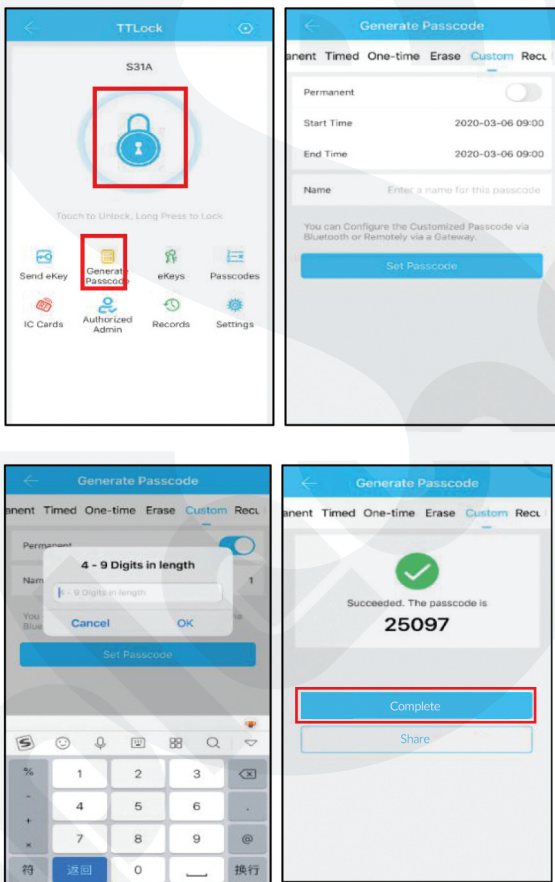 TTLock
S31A
Touch to Unlock, Long Press to Lock
Send eKey
Generate
Passcode
eKeys
Passcodes
IC Cards
Authorized
Admin
Records
Settings
Generate Passcode
anent Timed One-time Erase Custom Recu
Permanent
Start Time 2020-03-06 09:00
End Time 2020-03-06 09:00
Name Enter a name for this passcode
You can Configure the Customized Passcode via
Bluetooth or Remotely via a Gateway.
Set Passcode
Generate Passcode
anent Timed One-time Erase Custom Recu
Permanent
4 - 9 Digits in length
Nam 1
4 - 9 Digits in length
You via
Blue
Cancel OK
Set Passcode
% 1 2 3
- 4 5 6 .
+
× 7 8 9 @
符 返回 0 换行
Generate Passcode
anent Timed One-time Erase Custom Recu
Succeeded. The passcode is
25097
Complete
Share